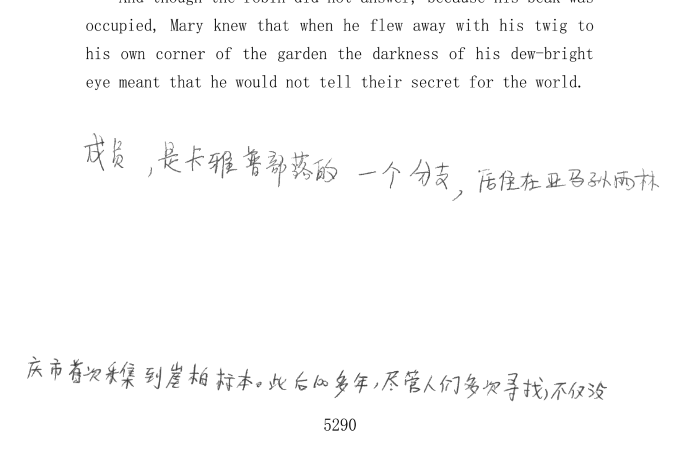 And though the robin did not answer, because his beak was
occupied, Mary knew that when he flew away with his twig to
his own corner of the garden the darkness of his dew-bright
eye meant that he would not tell their secret for the world.
成员,是卡雅普部落的一个分支,居住在亚马孙雨林
庆市首次采集到崖柏标本。此后100多年,尽管人们多次寻找,不仅没
5290